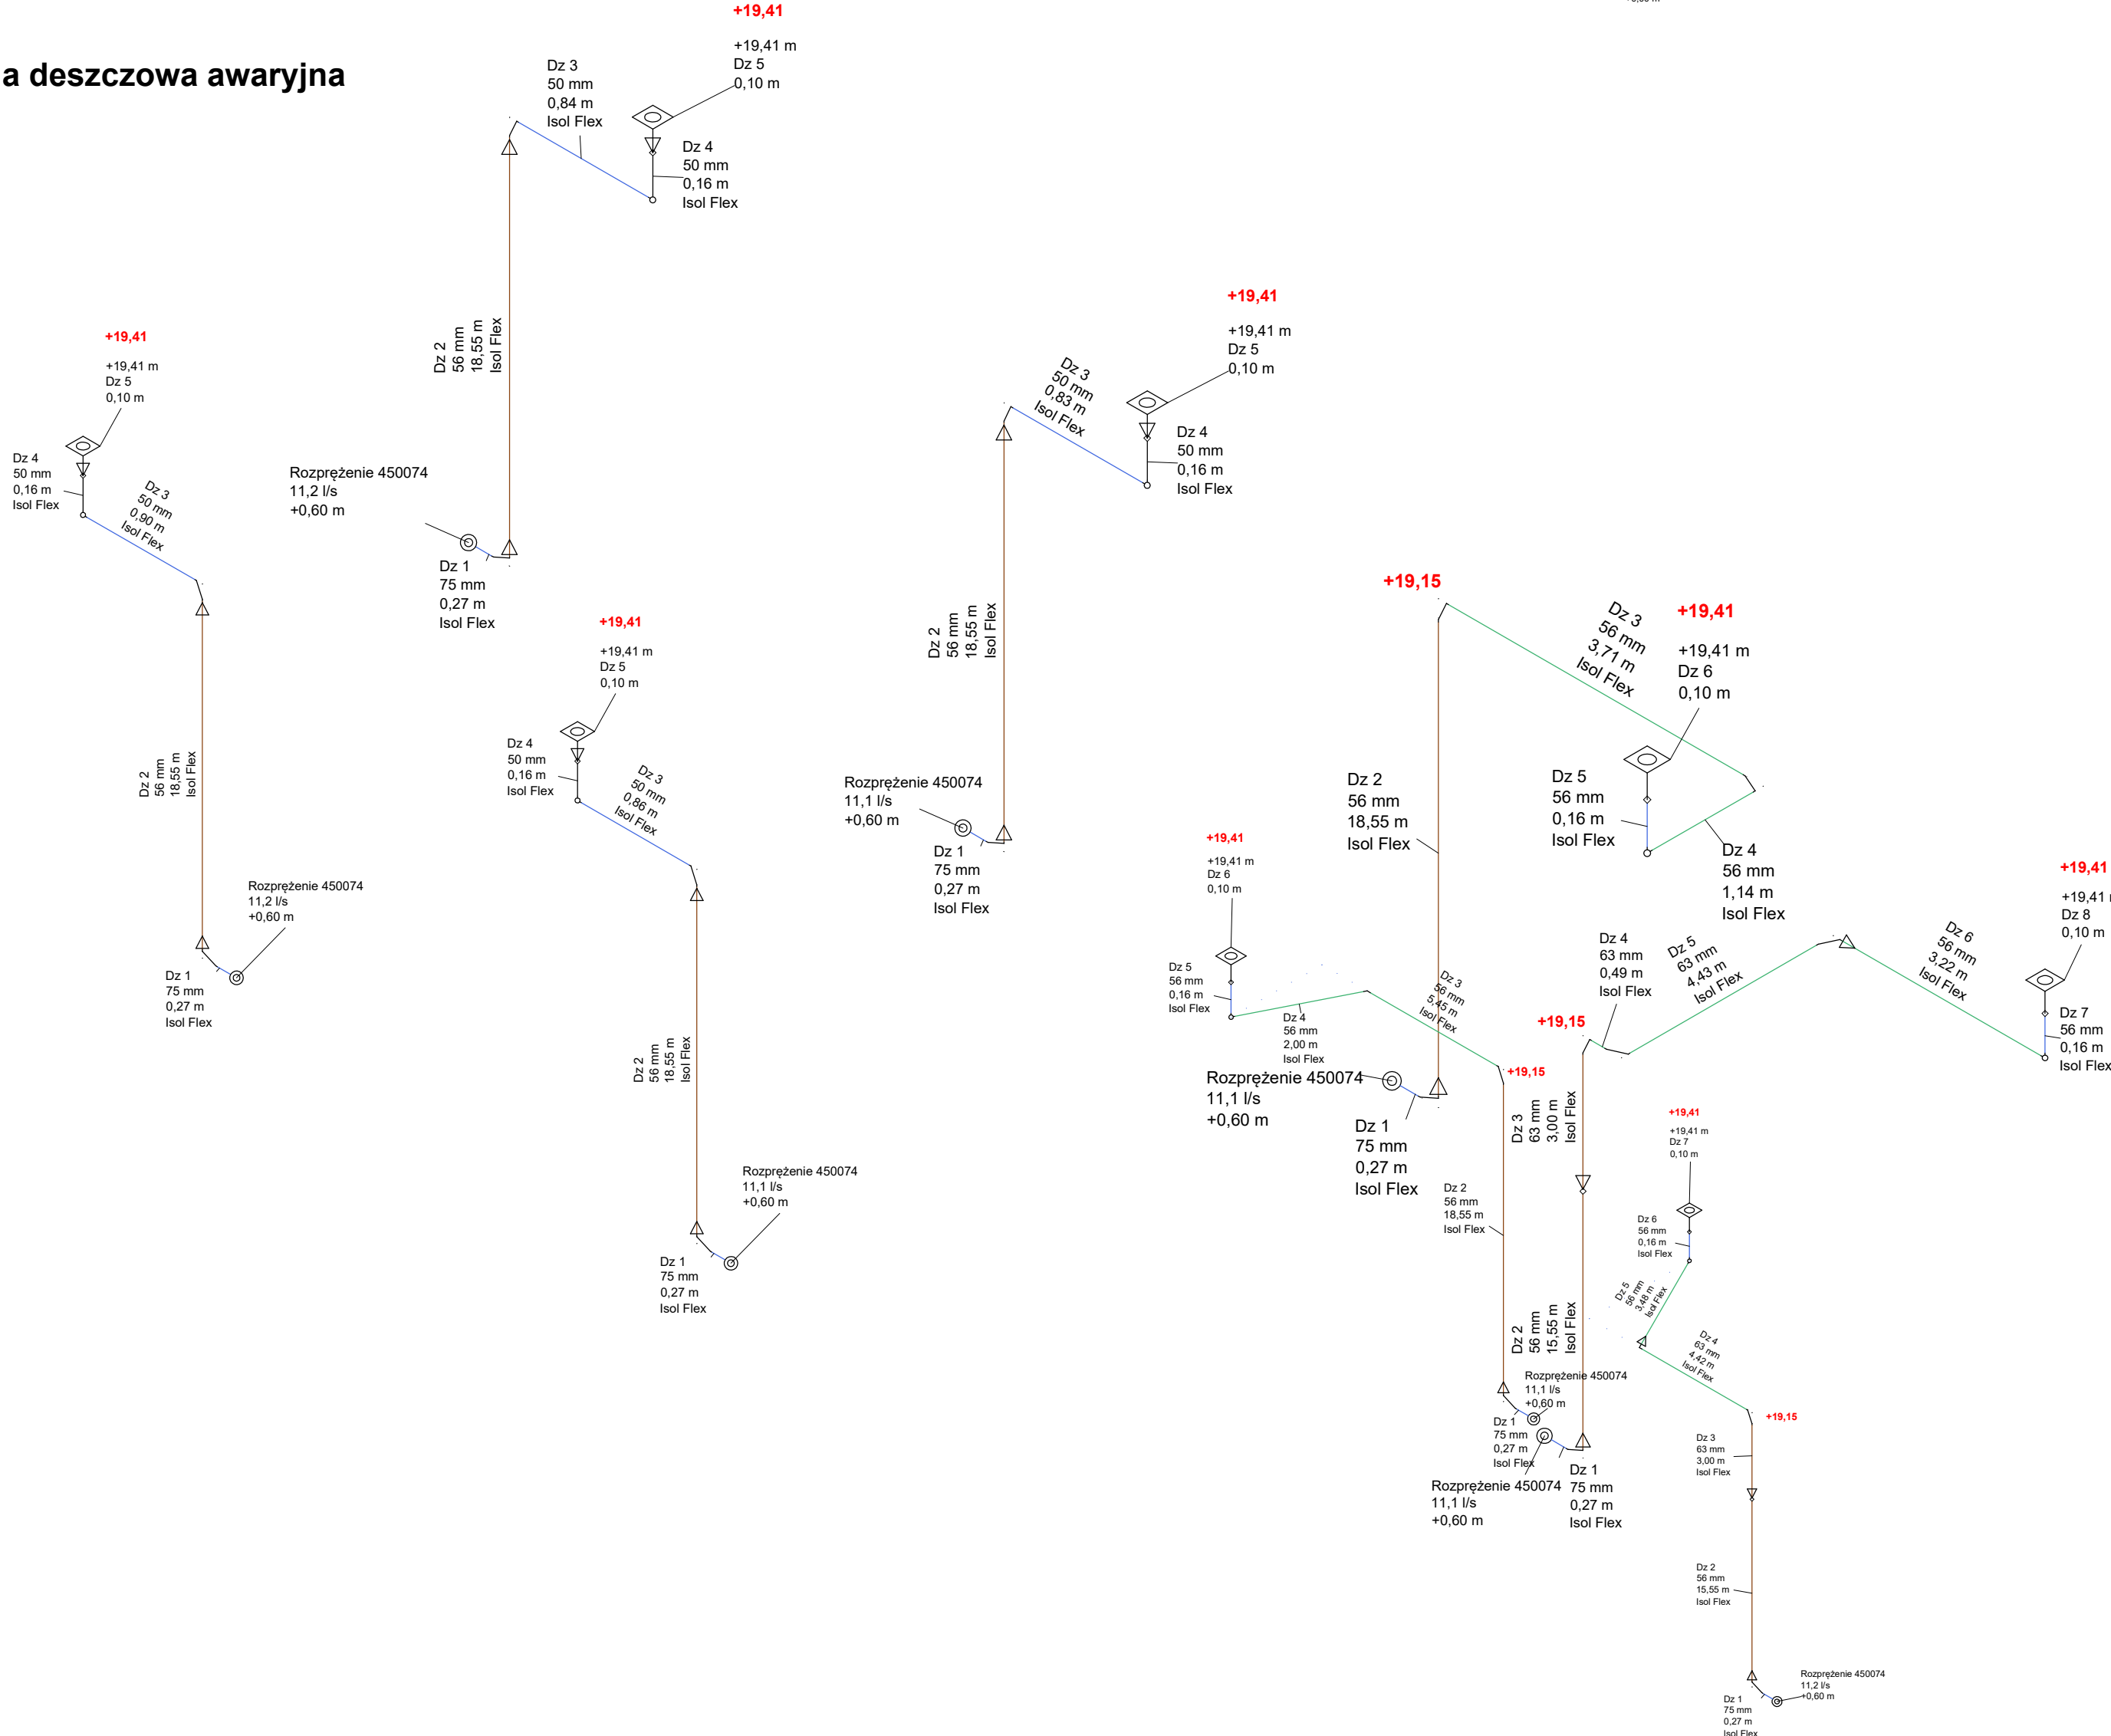 a deszczowa awaryjna
+19,41
+19,41 m
Dz 5
0,10 m
Dz 3
50 mm
0,84 m
Isol Flex
Dz 4
50 mm
0,16 m
Isol Flex
Dz 2
56 mm
18,55 m
Isol Flex
Rozprężenie 450074
11,2 l/s
+0,60 m
Dz 1
75 mm
0,27 m
Isol Flex
+19,41
+19,41 m
Dz 5
0,10 m
Dz 4
50 mm
0,16 m
Isol Flex
Dz 3
50 mm
0,90 m
Isol Flex
Dz 2
56 mm
18,55 m
Isol Flex
Rozprężenie 450074
11,2 l/s
+0,60 m
Dz 1
75 mm
0,27 m
Isol Flex
+19,41
+19,41 m
Dz 5
0,10 m
Dz 4
50 mm
0,16 m
Isol Flex
Dz 3
50 mm
0,86 m
Isol Flex
Dz 2
56 mm
18,55 m
Isol Flex
Rozprężenie 450074
11,1 l/s
+0,60 m
Dz 1
75 mm
0,27 m
Isol Flex
+19,41
+19,41 m
Dz 5
0,10 m
Dz 3
50 mm
0,83 m
Isol Flex
Dz 4
50 mm
0,16 m
Isol Flex
Dz 2
56 mm
18,55 m
Isol Flex
Rozprężenie 450074
11,1 l/s
+0,60 m
Dz 1
75 mm
0,27 m
Isol Flex
+19,15
Dz 3
56 mm
3,71 m
Isol Flex
+19,41
+19,41 m
Dz 6
0,10 m
Dz 5
56 mm
0,16 m
Isol Flex
Dz 4
56 mm
1,14 m
Isol Flex
Dz 2
56 mm
18,55 m
Isol Flex
Rozprężenie 450074
11,1 l/s
+0,60 m
Dz 1
75 mm
0,27 m
Isol Flex
+19,41
+19,41 m
Dz 6
0,10 m
Dz 5
56 mm
0,16 m
Isol Flex
Dz 4
56 mm
2,00 m
Isol Flex
Dz 3
56 mm
5,45 m
Isol Flex
+19,15
Dz 2
56 mm
18,55 m
Isol Flex
Rozprężenie 450074
11,1 l/s
+0,60 m
Dz 1
75 mm
0,27 m
Isol Flex
+19,41
+19,41
Dz 8
0,10 m
Dz 7
56 mm
0,16 m
Isol Flex
Dz 6
56 mm
3,22 m
Isol Flex
Dz 5
63 mm
4,43 m
Isol Flex
Dz 4
63 mm
0,49 m
Isol Flex
+19,15
Dz 3
63 mm
3,00 m
Isol Flex
Dz 2
56 mm
15,55 m
Isol Flex
Rozprężenie 450074
11,1 l/s
+0,60 m
Dz 1
75 mm
0,27 m
Isol Flex
+19,41
+19,41 m
Dz 7
0,10 m
Dz 6
56 mm
0,16 m
Isol Flex
Dz 5
56 mm
3,48 m
Isol Flex
Dz 4
63 mm
4,42 m
Isol Flex
+19,15
Dz 3
63 mm
3,00 m
Isol Flex
Dz 2
56 mm
15,55 m
Isol Flex
Rozprężenie 450074
11,2 l/s
+0,60 m
Dz 1
75 mm
0,27 m
Isol Flex